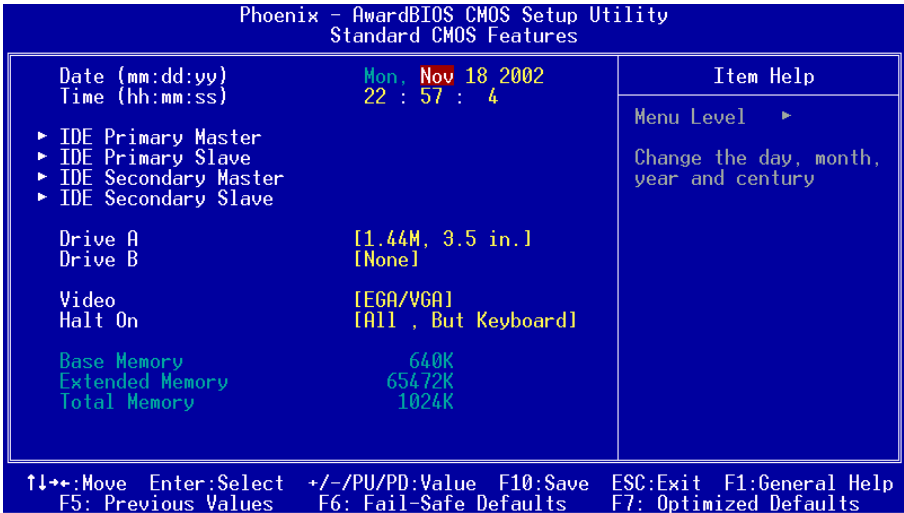 Phoenix - AwardBIOS CMOS Setup Utility
Standard CMOS Features
Date (mm:dd:yy) Mon, Nov 18 2002
Time (hh:mm:ss) 22 : 57 : 4
► IDE Primary Master
► IDE Primary Slave
► IDE Secondary Master
► IDE Secondary Slave
Drive A [1.44M, 3.5 in.]
Drive B [None]
Video [EGA/VGA]
Halt On [All , But Keyboard]
Base Memory 640K
Extended Memory 65472K
Total Memory 1024K
Item Help
Menu Level ►
Change the day, month,
year and century
↑↓→←:Move Enter:Select +/-/PU/PD:Value F10:Save ESC:Exit F1:General Help
F5: Previous Values F6: Fail-Safe Defaults F7: Optimized Defaults